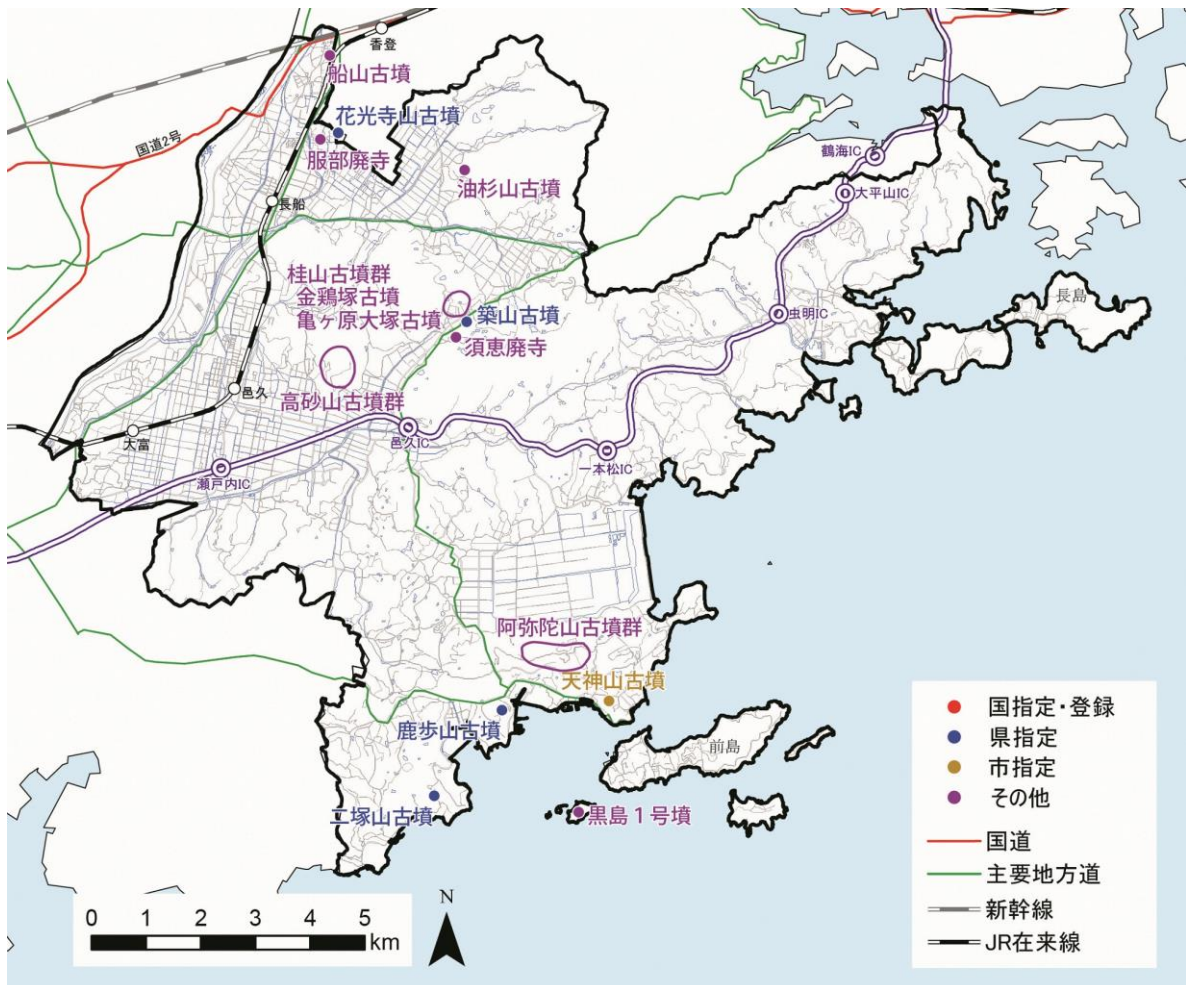 香登
船山古墳
国道2号
花光寺山古墳
服部廃寺
油杉山古墳
鶴海IC
大平山IC
長船
桂山古墳群
金鶏塚古墳
亀ヶ原大塚古墳
築山古墳
須恵廃寺
虫明IC
長島
高砂山古墳群
邑久
大富
邑久IC
一本松IC
瀬戸内IC
阿弥陀山古墳群
天神山古墳
鹿歩山古墳
前島
二塚山古墳
黒島1号墳
国指定・登録
県指定
市指定
その他
国道
主要地方道
新幹線
JR在来線
0 1 2 3 4 5
km
N